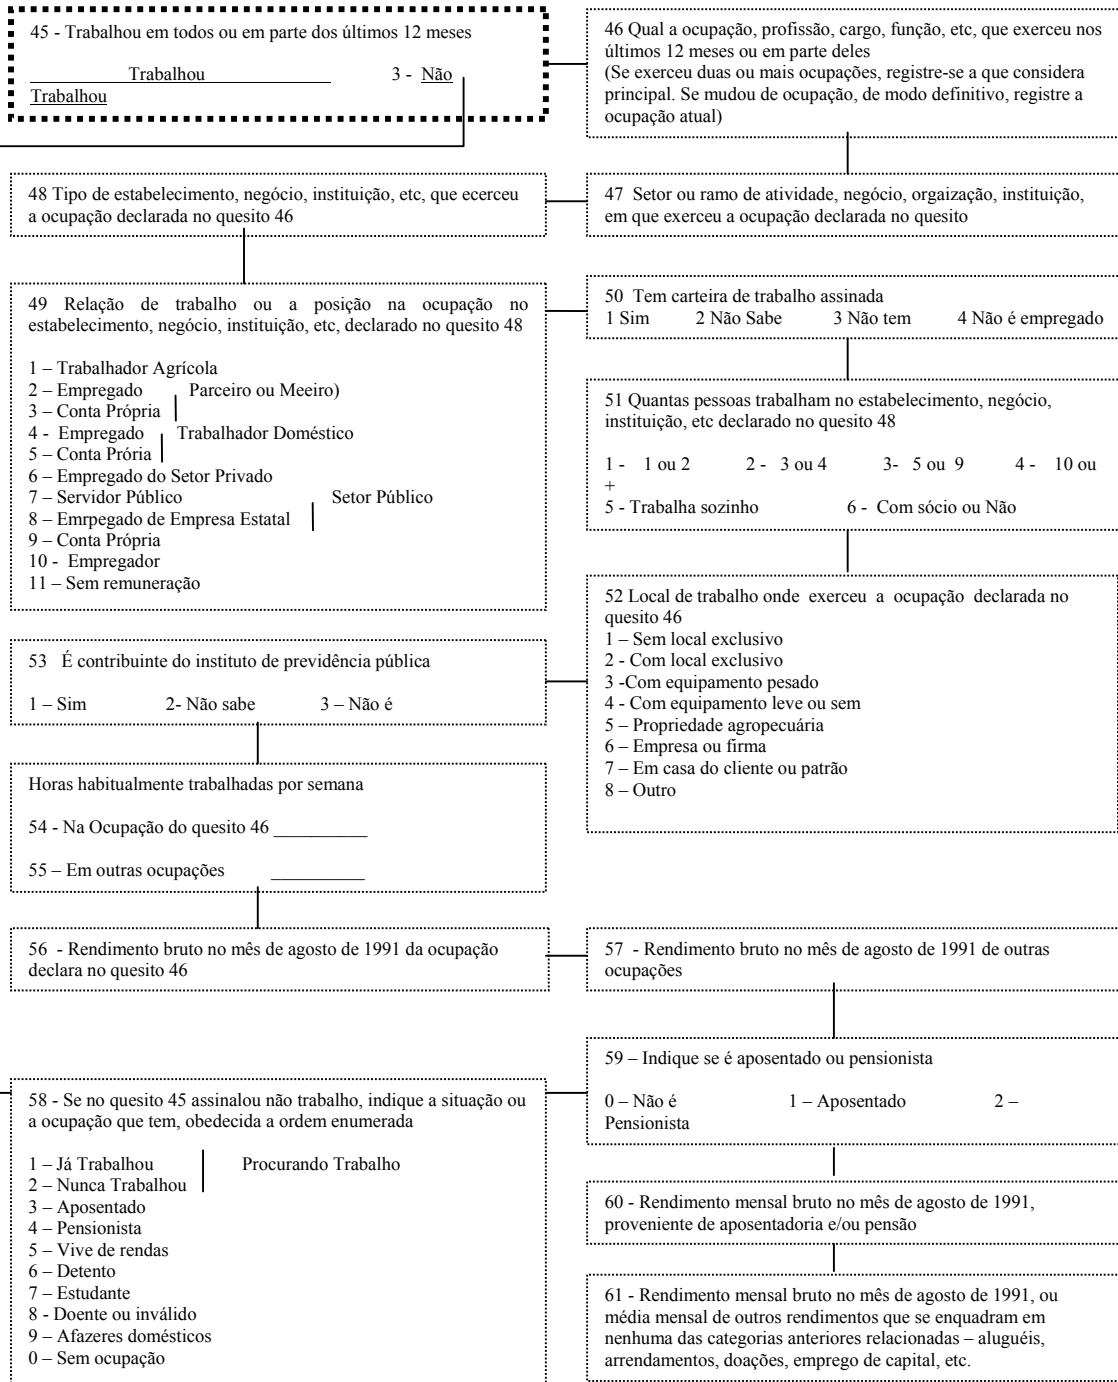 45 - Trabalhou em todos ou em parte dos últimos 12 meses
Trabalhou 3 - Não
Trabalhou
46 Qual a ocupação, profissão, cargo, função, etc, que exerceu nos
últimos 12 meses ou em parte deles
(Se exerceu duas ou mais ocupações, registre-se a que considera
principal. Se mudou de ocupação, de modo definitivo, registre a
ocupação atual)
48 Tipo de estabelecimento, negócio, instituição, etc, que ecerceu
a ocupação declarada no quesito 46
47 Setor ou ramo de atividade, negócio, orgaização, instituição,
em que exerceu a ocupação declarada no quesito
49 Relação de trabalho ou a posição na ocupação no
estabelecimento, negócio, instituição, etc, declarado no quesito 48
1 – Trabalhador Agrícola
2 – Empregado Parceiro ou Meeiro)
3 – Conta Própria
4 - Empregado Trabalhador Doméstico
5 – Conta Prória
6 – Empregado do Setor Privado
7 – Servidor Público Setor Público
8 – Emrpegado de Empresa Estatal
9 – Conta Própria
10 - Empregador
11 – Sem remuneração
50 Tem carteira de trabalho assinada
1 Sim 2 Não Sabe 3 Não tem 4 Não é empregado
51 Quantas pessoas trabalham no estabelecimento, negócio,
instituição, etc declarado no quesito 48
1 - 1 ou 2 2 - 3 ou 4 3- 5 ou 9 4 - 10 ou
+
5 - Trabalha sozinho 6 - Com sócio ou Não
52 Local de trabalho onde exerceu a ocupação declarada no
quesito 46
1 – Sem local exclusivo
2 - Com local exclusivo
3 -Com equipamento pesado
4 - Com equipamento leve ou sem
5 – Propriedade agropecuária
6 – Empresa ou firma
7 – Em casa do cliente ou patrão
8 – Outro
53 É contribuinte do instituto de previdência pública
1 – Sim 2- Não sabe 3 – Não é
Horas habitualmente trabalhadas por semana
54 - Na Ocupação do quesito 46 __________
55 – Em outras ocupações __________
56 - Rendimento bruto no mês de agosto de 1991 da ocupação
declara no quesito 46
57 - Rendimento bruto no mês de agosto de 1991 de outras
ocupações
59 – Indique se é aposentado ou pensionista
0 – Não é 1 – Aposentado 2 –
Pensionista
58 - Se no quesito 45 assinalou não trabalho, indique a situação ou
a ocupação que tem, obedecida a ordem enumerada
1 – Já Trabalhou Procurando Trabalho
2 – Nunca Trabalhou
3 – Aposentado
4 – Pensionista
5 – Vive de rendas
6 – Detento
7 – Estudante
8 - Doente ou inválido
9 – Afazeres domésticos
0 – Sem ocupação
60 - Rendimento mensal bruto no mês de agosto de 1991,
proveniente de aposentadoria e/ou pensão
61 - Rendimento mensal bruto no mês de agosto de 1991, ou
média mensal de outros rendimentos que se enquadram em
nenhuma das categorias anteriores relacionada – aluguéis,
arrendamentos, doações, emprego de capital, etc.